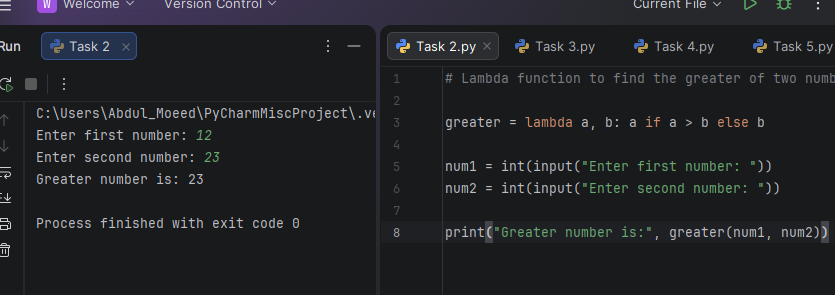 W Welcome Version Control Current File
Run Task 2
Task 2.py Task 3.py Task 4.py Task 5.py
C:\Users\Abdul_Moeed\PyCharmMiscProject\.ve
Enter first number: 12
Enter second number: 23
Greater number is: 23
Process finished with exit code 0
1 # Lambda function to find the greater of two numb
2
3 greater = lambda a, b: a if a > b else b
4
5 num1 = int(input("Enter first number: "))
6 num2 = int(input("Enter second number: "))
7
8 print("Greater number is:", greater(num1, num2))